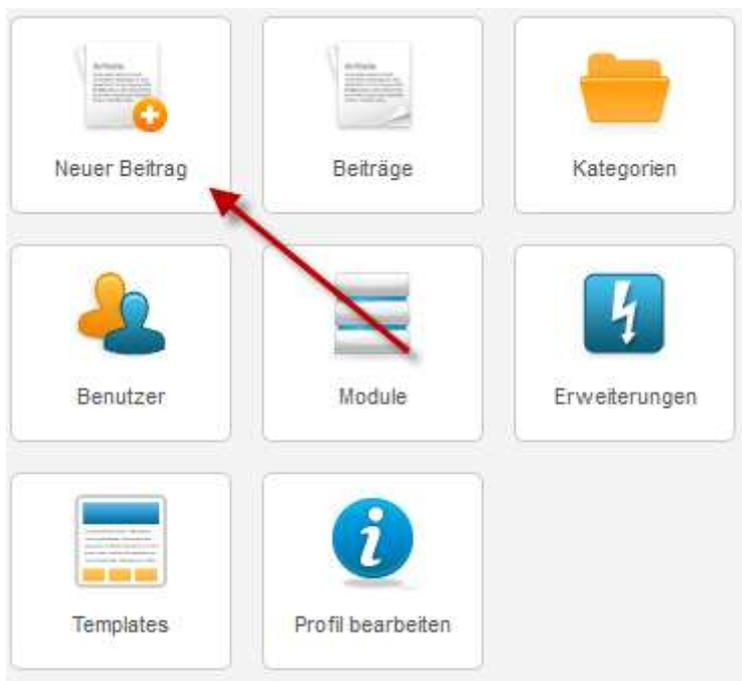 Neuer Beitrag
Beiträge
Kategorien
Benutzer
Module
Erweiterungen
Templates
Profil bearbeiten